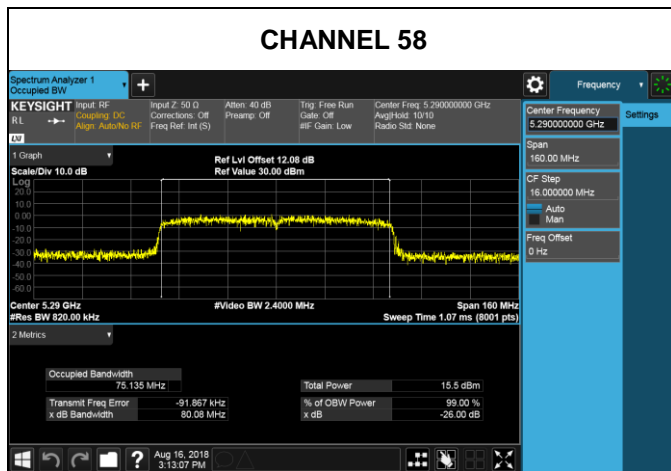 CHANNEL 58
Spectrum Analyzer 1
Occupied BW
Frequency
KEYSIGHT
RL
LXI
Input: RF
Coupling: DC
Align: Auto/No RF
Input Z: 50 Ω
Corrections: Off
Freq Ref: Int (S)
Atten: 40 dB
Preamp: Off
Trig: Free Run
Gate: Off
#IF Gain: Low
Center Freq: 5.290000000 GHz
Avg|Hold: 10/10
Radio Std: None
Center Frequency
5.290000000 GHz
Settings
Span
160.00 MHz
CF Step
16.000000 MHz
Auto
Man
Freq Offset
0 Hz
1 Graph
Scale/Div 10.0 dB
Ref Lvl Offset 12.08 dB
Ref Value 30.00 dBm
Log
20.0
10.0
0.00
-10.0
-20.0
-30.0
-40.0
-50.0
-60.0
Center 5.29 GHz
#Video BW 2.4000 MHz
Span 160 MHz
#Res BW 820.00 kHz
Sweep Time 1.07 ms (8001 pts)
2 Metrics
Occupied Bandwidth
75.135 MHz
Total Power 15.5 dBm
Transmit Freq Error -91.867 kHz
% of OBW Power 99.00 %
x dB Bandwidth 80.08 MHz
x dB -26.00 dB
?
Aug 16, 2018
3:13:07 PM